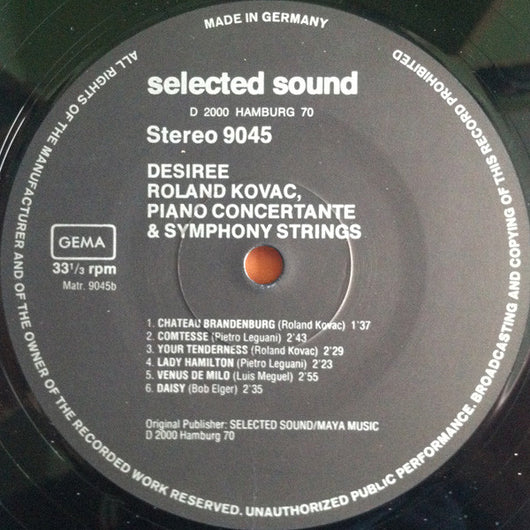 MADE IN GERMANY
selected sound
D 2000 HAMBURG 70
Stereo 9045
DESIREE
ROLAND KOVAC,
PIANO CONCERTANTE
& SYMPHONY STRINGS
GEMA
33 1/3 rpm
Matr. 9045b
1. CHATEAU BRANDENBURG (Roland Kovac) 1'37
2. COMTESSE (Pietro Leguani) 2'43
3. YOUR TENDERNESS (Roland Kovac) 2'29
4. LADY HAMILTON (Pietro Leguani) 2'23
5. VENUS DE MILO (Luis Meguel) 2'55
6. DAISY (Bob Elger) 2'35
Original Publisher: SELECTED SOUND/MAYA MUSIC
D 2000 Hamburg 70
ALL RIGHTS OF THE MANUFACTURER AND OF THE OWNER OF THE RECORDED WORK RESERVED. UNAUTHORIZED PUBLIC PERFORMANCE. BROADCASTING AND COPYING OF THIS RECORD PROHIBITED